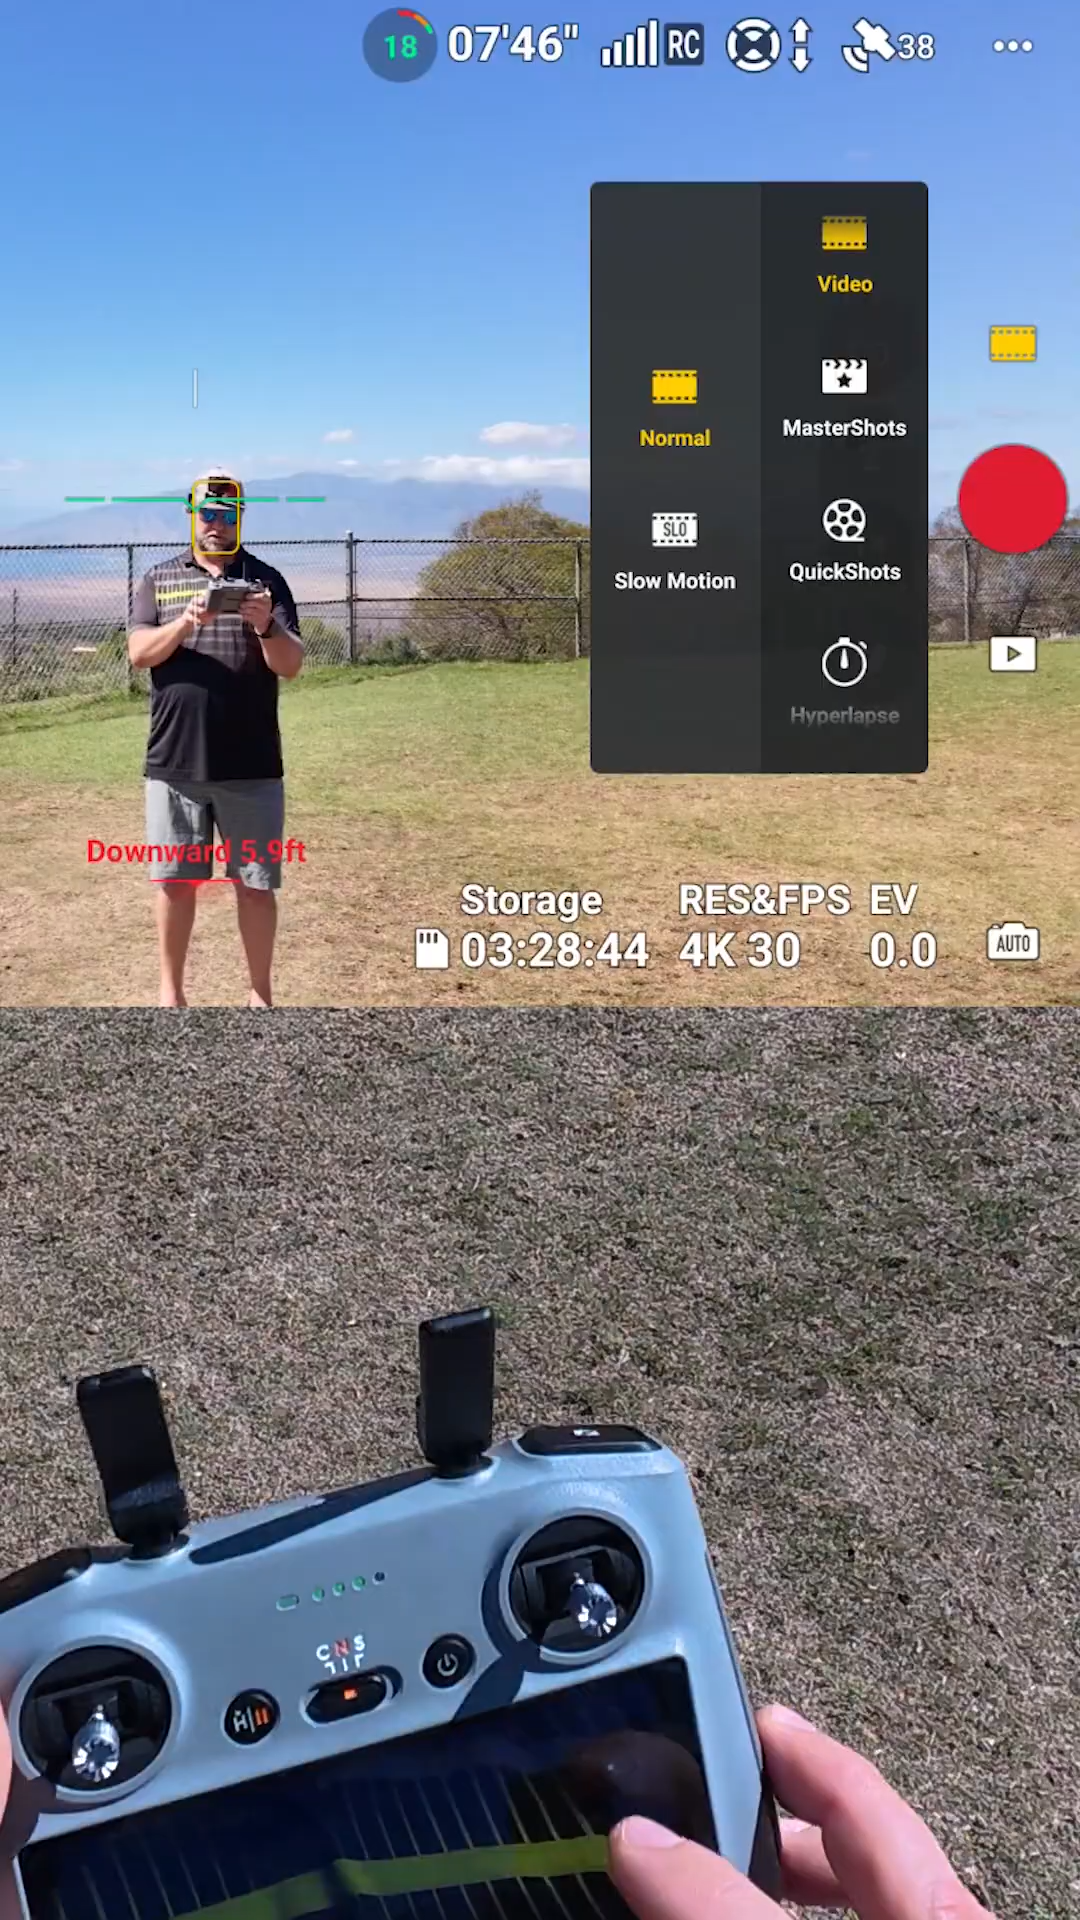 18 07'46" RC 38
Video
MasterShots
Normal
SLO
Slow Motion
QuickShots
Hyperlapse
Downward 5.9ft
Storage RES&FPS EV
03:28:44 4K 30 0.0
AUTO
C N S
H